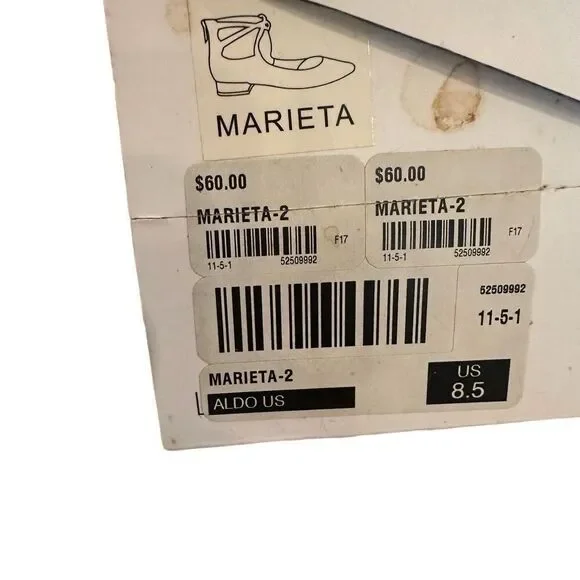 MARIETA
$60.00
MARIETA-2
F17
11-5-1 52509992
$60.00
MARIETA-2
F17
11-5-1 52509992
52509992
11-5-1
MARIETA-2
ALDO US
US
8.5